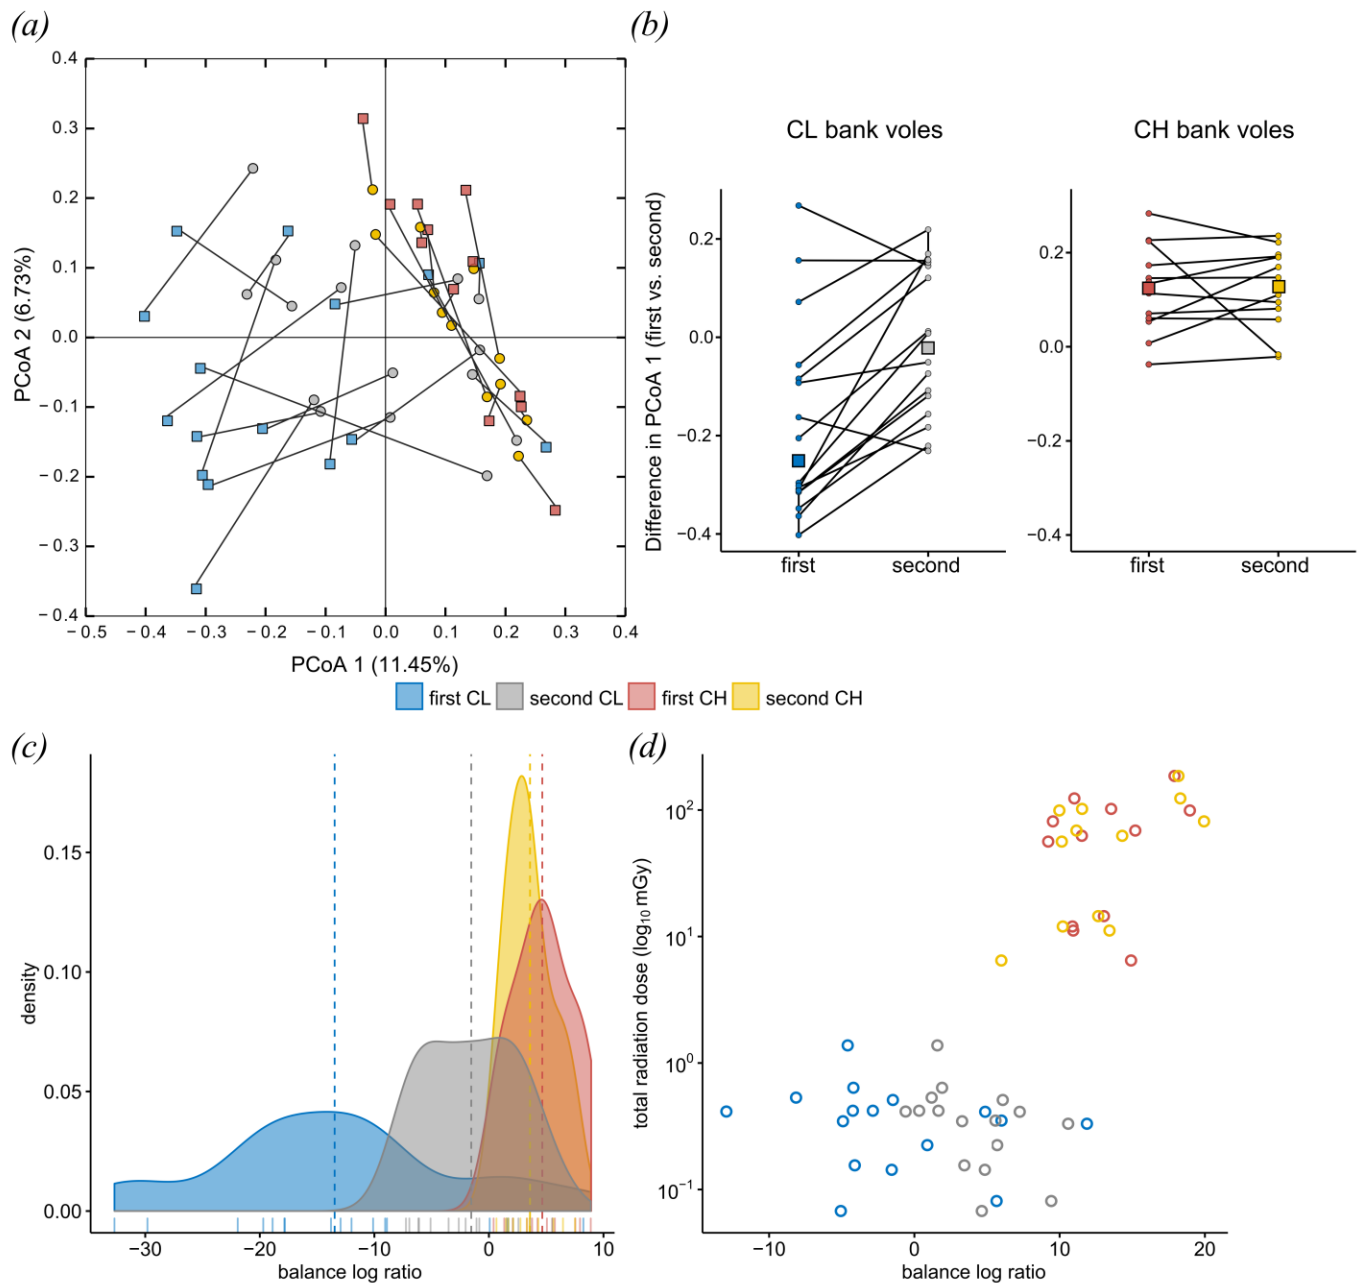 (a)
0.4
0.3
0.2
0.1
0.0
−0.1
−0.2
−0.3
−0.4
PCoA 2 (6.73%)
−0.5 −0.4 −0.3 −0.2 −0.1 0.0 0.1 0.2 0.3 0.4
PCoA 1 (11.45%)
(b)
CL bank voles CH bank voles
Difference in PCoA 1 (first vs. second)
0.2
0.0
−0.2
−0.4
first second
0.2
0.0
−0.2
−0.4
first second
first CL second CL first CH second CH
(c)
density
0.15
0.10
0.05
0.00
−30 −20 −10 0 10
balance log ratio
(d)
total radiation dose (log10 mGy)
10²
10¹
10⁰
10⁻¹
−10 0 10 20
balance log ratio